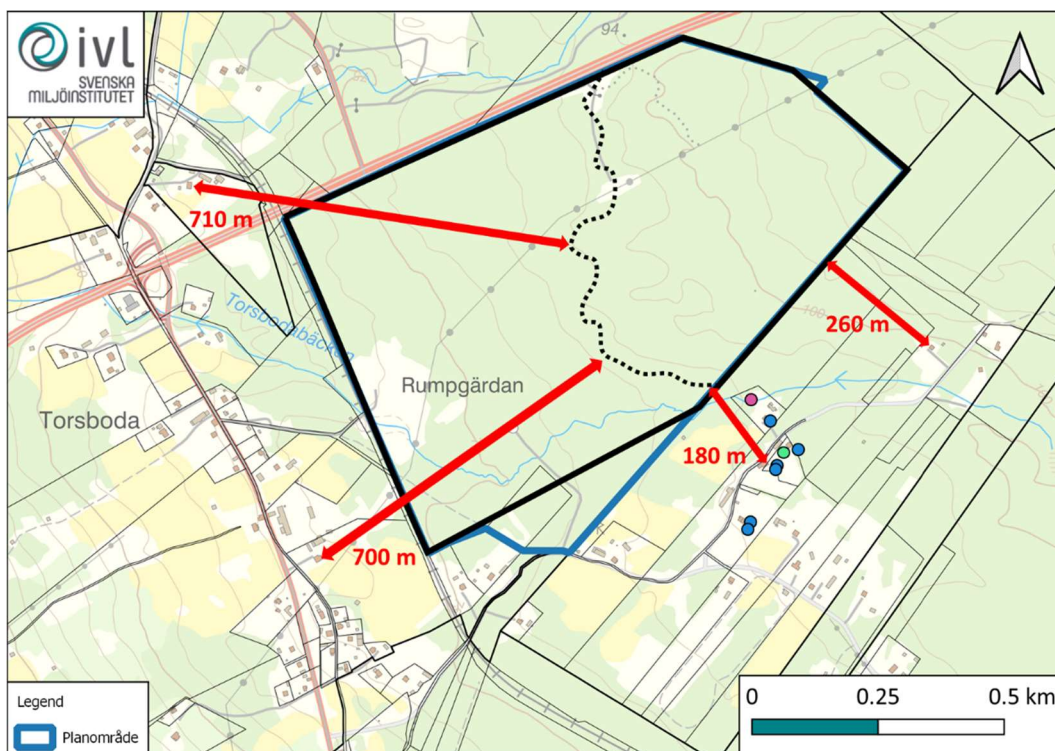 ivl
SVENSKA
MILJÖINSTITUTET
94
710 m
Torsbodabäcken
Torsboda
Rumpgärdan
100
260 m
180 m
700 m
Legend
Planområde
0
0.25
0.5 km